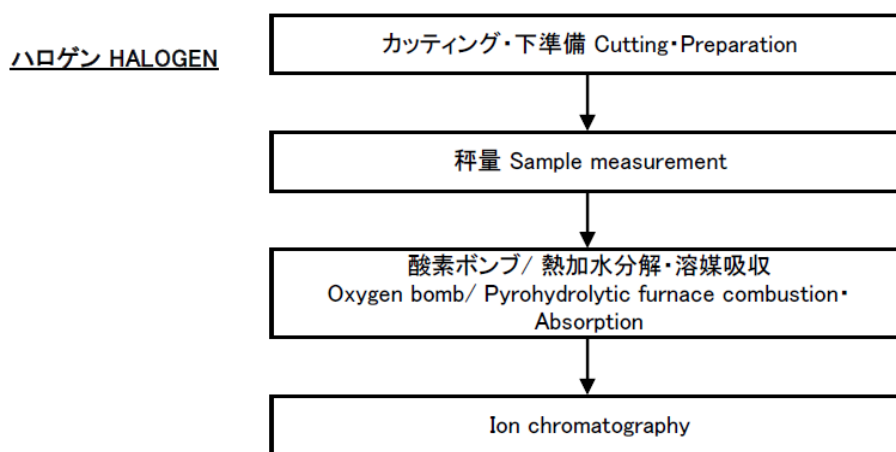 ハロゲン HALOGEN
カッティング・下準備 Cutting・Preparation
秤量 Sample measurement
酸素ボンブ/ 熱加水分解・溶媒吸収
Oxygen bomb/ Pyrohydrolytic furnace combustion・
Absorption
Ion chromatography